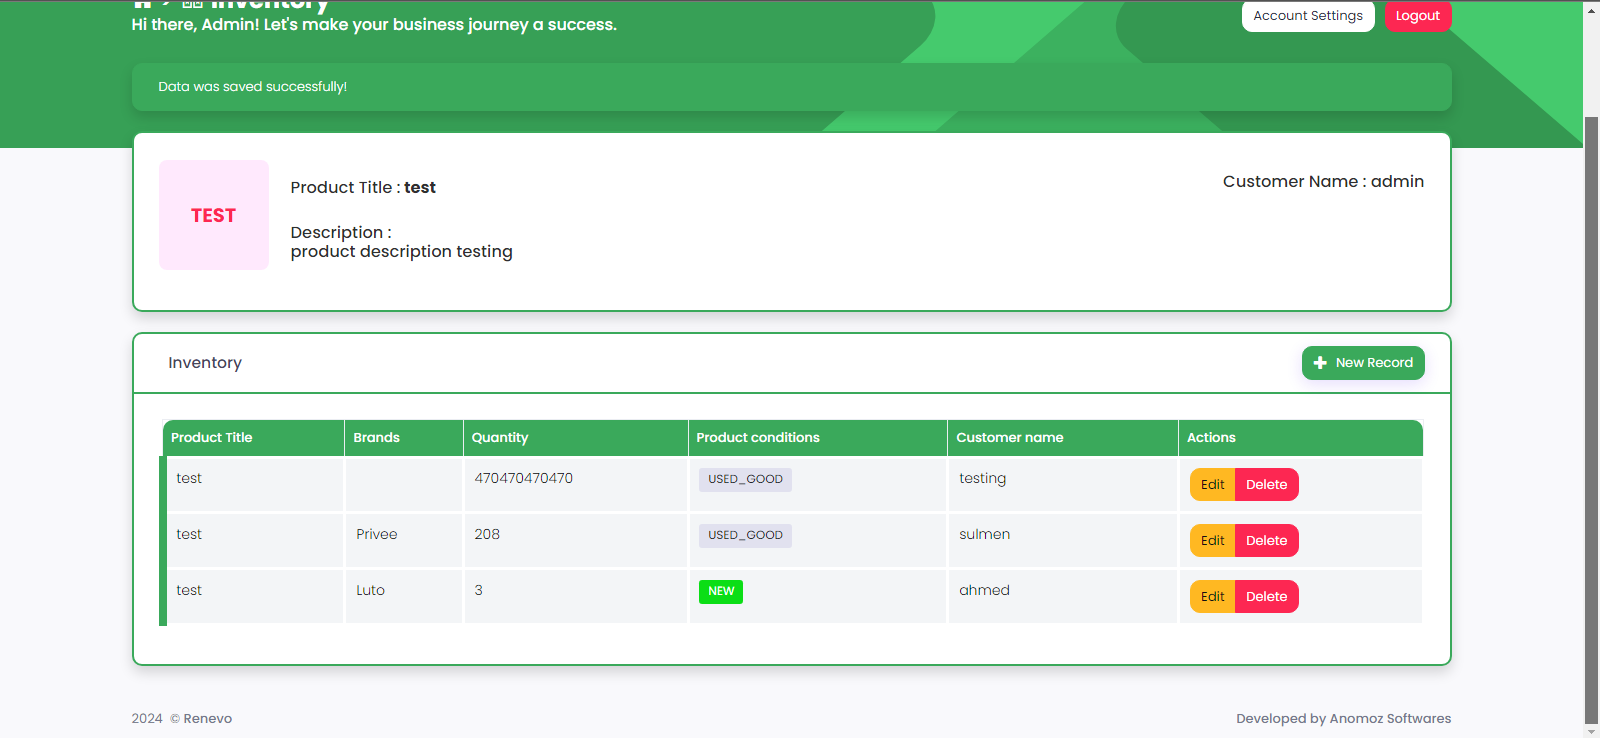 Inventory
Hi there, Admin! Let's make your business journey a success.
Account Settings
Logout
Data was saved successfully!
TEST
Product Title : test
Description :
product description testing
Customer Name : admin
Inventory
New Record
Product Title Brands Quantity Product conditions Customer name Actions
test 470470470470 USED_GOOD testing Edit Delete
test Privee 208 USED_GOOD sulmen Edit Delete
test Luto 3 NEW ahmed Edit Delete
2024 © Renevo
Developed by Anomoz Softwares